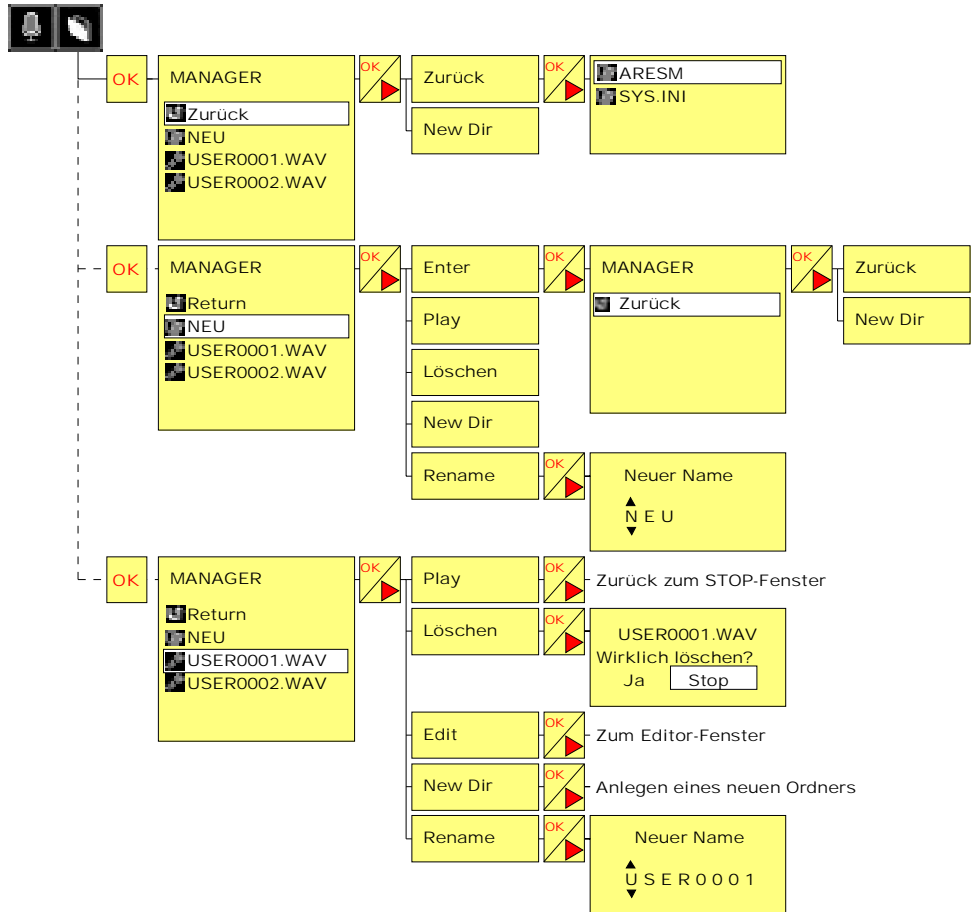 OK
MANAGER
Zurück
NEU
USER0001.WAV
USER0002.WAV
OK
Zurück
New Dir
OK
ARESM
SYS.INI
OK
MANAGER
Return
NEU
USER0001.WAV
USER0002.WAV
OK
Enter
Play
Löschen
New Dir
Rename
OK
MANAGER
Zurück
OK
Zurück
New Dir
OK
Neuer Name
N E U
OK
MANAGER
Return
NEU
USER0001.WAV
USER0002.WAV
OK
Play
OK
Zurück zum STOP-Fenster
Löschen
OK
USER0001.WAV
Wirklich löschen?
Ja Stop
Edit
OK
Zum Editor-Fenster
New Dir
OK
Anlegen eines neuen Ordners
Rename
OK
Neuer Name
U S E R 0 0 0 1